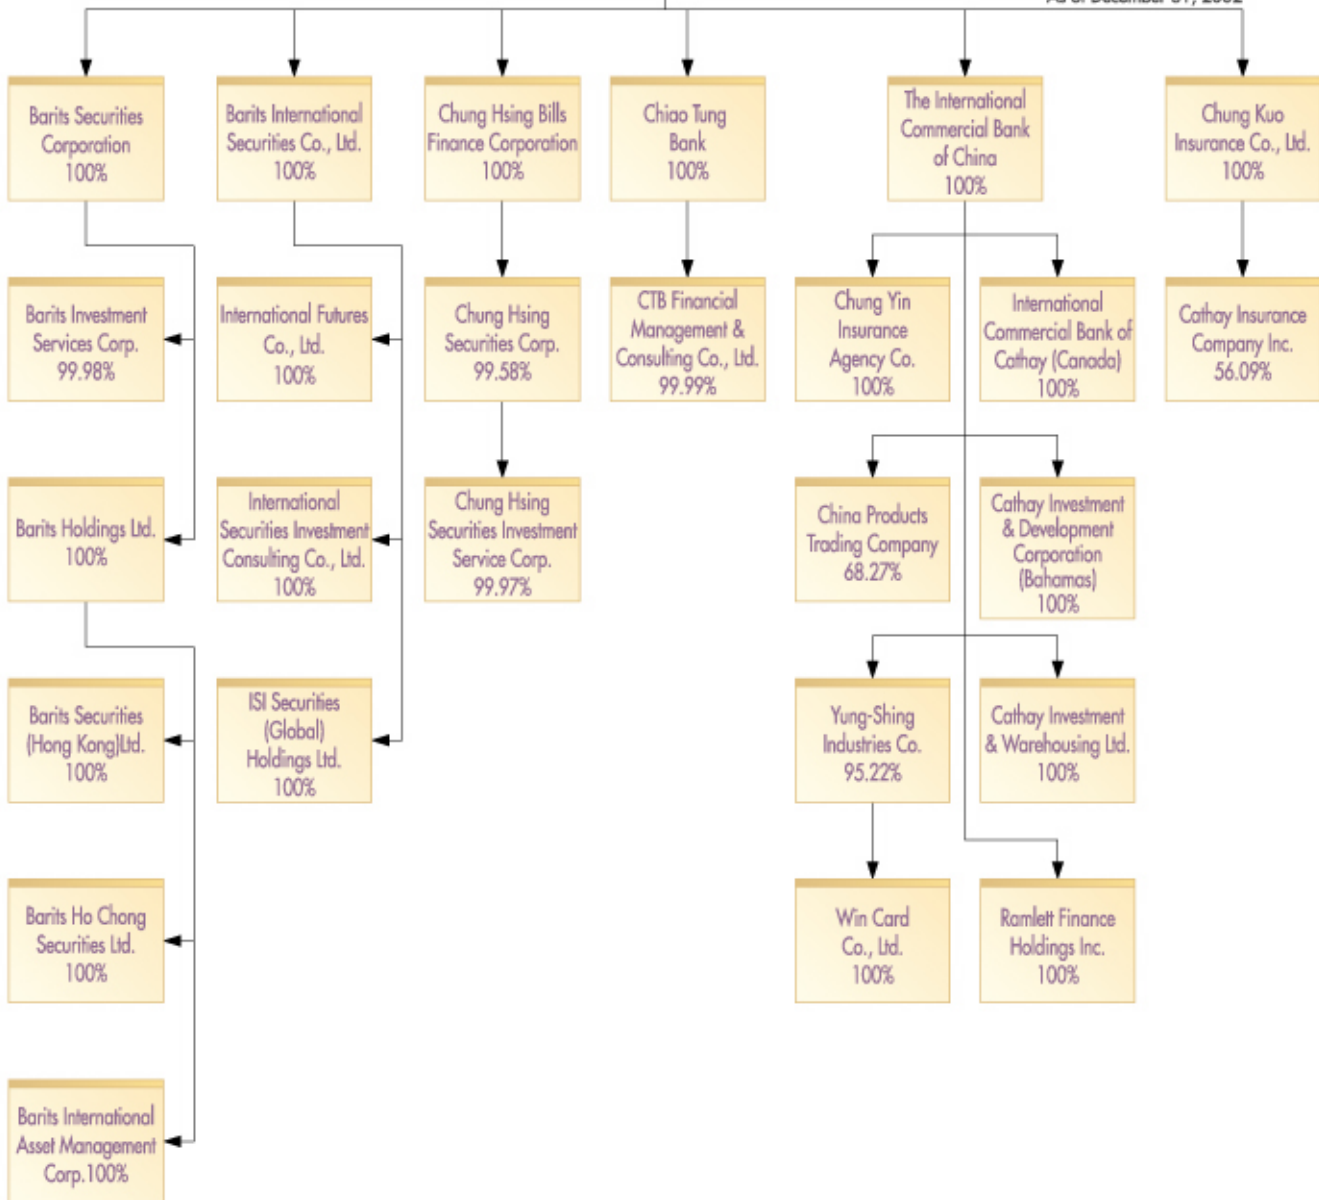 Barits Securities
Corporation
100%
Barits International
Securities Co., Ltd.
100%
Chung Hsing Bills
Finance Corporation
100%
Chiao Tung
Bank
100%
The International
Commercial Bank
of China
100%
Chung Kuo
Insurance Co., Ltd.
100%
Barits Investment
Services Corp.
99.98%
International Futures
Co., Ltd.
100%
Chung Hsing
Securities Corp.
99.58%
CTB Financial
Management &
Consulting Co., Ltd.
99.99%
Chung Yin
Insurance
Agency Co.
100%
International
Commercial Bank of
Cathay (Canada)
100%
Cathay Insurance
Company Inc.
56.09%
Barits Holdings Ltd.
100%
International
Securities Investment
Consulting Co., Ltd.
100%
Chung Hsing
Securities Investment
Service Corp.
99.97%
China Products
Trading Company
68.27%
Cathay Investment
& Development
Corporation
(Bahamas)
100%
Barits Securities
(Hong Kong)Ltd.
100%
ISI Securities
(Global)
Holdings Ltd.
100%
Yung-Shing
Industries Co.
95.22%
Cathay Investment
& Warehousing Ltd.
100%
Barits Ho Chong
Securities Ltd.
100%
Win Card
Co., Ltd.
100%
Ramlett Finance
Holdings Inc.
100%
Barits International
Asset Management
Corp.100%